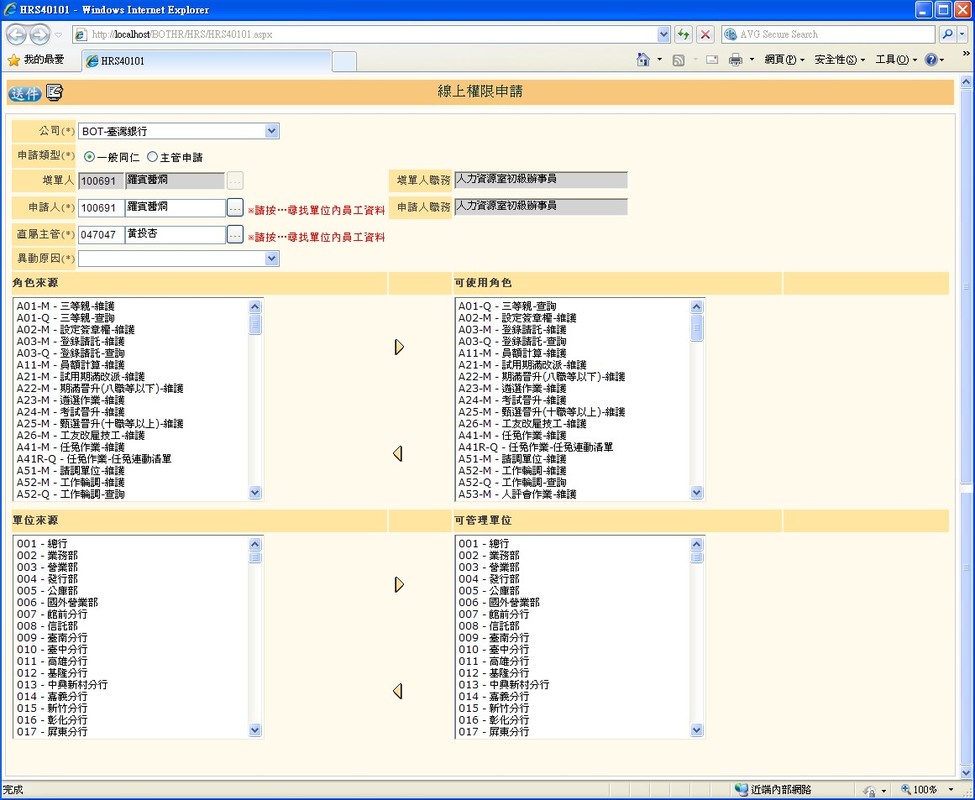 HRS40101 - Windows Internet Explorer
http://localhost/BOTHR/HRS/HRS40101.aspx
AVG Secure Search
我的最愛
HRS40101
網頁(P)
安全性(S)
工具(O)
送件
線上權限申請
公司(*)
BOT-臺灣銀行
申請類型(*)
一般同仁
主管申請
填單人
100691
填單人職務
人力資源室初級辦事員
申請人(*)
100691
...
※請按…尋找單位內員工資料
申請人職務
人力資源室初級辦事員
直屬主管(*)
047047
黃投杏
...
※請按…尋找單位內員工資料
異動原因(*)
角色來源
可使用角色
A01-M - 三等親-維護
A01-Q - 三等親-查詢
A02-M - 設定簽章權-維護
A03-M - 登錄請託-維護
A03-Q - 登錄請託-查詢
A11-M - 員額計算-維護
A21-M - 試用期滿改派-維護
A22-M - 期滿晉升(八職等以下)-維護
A23-M - 遴選作業-維護
A24-M - 考試晉升-維護
A25-M - 甄選晉升(十職等以上)-維護
A26-M - 工友改雇技工-維護
A41-M - 任免作業-維護
A41R-Q - 任免作業-任免連動清單
A51-M - 請調單位-維護
A52-M - 工作輪調-維護
A52-Q - 工作輪調-查詢
A01-Q - 三等親-查詢
A02-M - 設定簽章權-維護
A03-M - 登錄請託-維護
A03-Q - 登錄請託-查詢
A11-M - 員額計算-維護
A21-M - 試用期滿改派-維護
A22-M - 期滿晉升(八職等以下)-維護
A23-M - 遴選作業-維護
A24-M - 考試晉升-維護
A25-M - 甄選晉升(十職等以上)-維護
A26-M - 工友改雇技工-維護
A41-M - 任免作業-維護
A41R-Q - 任免作業-任免連動清單
A51-M - 請調單位-維護
A52-M - 工作輪調-維護
A52-Q - 工作輪調-查詢
A53-M - 人評會作業-維護
單位來源
可管理單位
001 - 總行
002 - 業務部
003 - 營業部
004 - 發行部
005 - 公庫部
006 - 國外營業部
007 - 館前分行
008 - 信託部
009 - 臺南分行
010 - 臺中分行
011 - 高雄分行
012 - 基隆分行
013 - 中興新村分行
014 - 嘉義分行
015 - 新竹分行
016 - 彰化分行
017 - 屏東分行
001 - 總行
002 - 業務部
003 - 營業部
004 - 發行部
005 - 公庫部
006 - 國外營業部
007 - 館前分行
008 - 信託部
009 - 臺南分行
010 - 臺中分行
011 - 高雄分行
012 - 基隆分行
013 - 中興新村分行
014 - 嘉義分行
015 - 新竹分行
016 - 彰化分行
017 - 屏東分行
完成
近端內部網路
100%